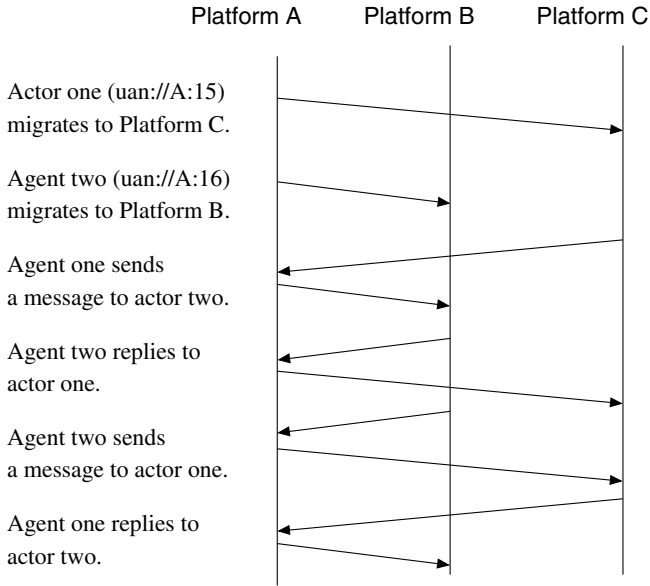 Platform A Platform B Platform C
Actor one (uan://A:15)
migrates to Platform C.
Agent two (uan://A:16)
migrates to Platform B.
Agent one sends
a message to actor two.
Agent two replies to
actor one.
Agent two sends
a message to actor one.
Agent one replies to
actor two.